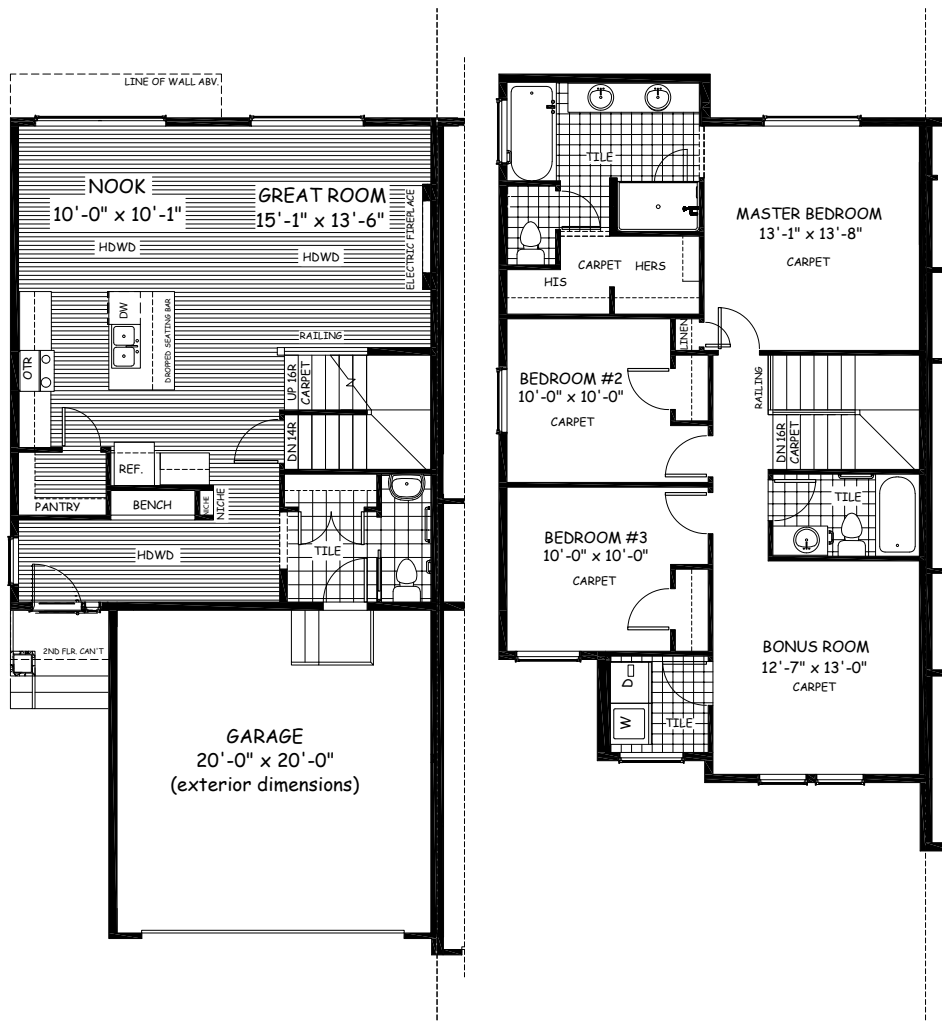 LINE OF WALL ABV.
NOOK
10'-0" x 10'-1"
HDWD
GREAT ROOM
15'-1" x 13'-6"
HDWD
ELECTRIC FIREPLACE
DW
DROPPED SEATING BAR
OTR
RAILING
UP 16R
CARPET
DN 14R
REF.
PANTRY
BENCH
NICHE
NICHE
HDWD
TILE
2ND FLR. CAN'T
GARAGE
20'-0" x 20'-0"
(exterior dimensions)
TILE
MASTER BEDROOM
13'-1" x 13'-8"
CARPET
CARPET
HIS
HERS
LINEN
BEDROOM #2
10'-0" x 10'-0"
CARPET
RAILING
DN 16R
CARPET
TILE
BEDROOM #3
10'-0" x 10'-0"
CARPET
BONUS ROOM
12'-7" x 13'-0"
CARPET
D
W
TILE